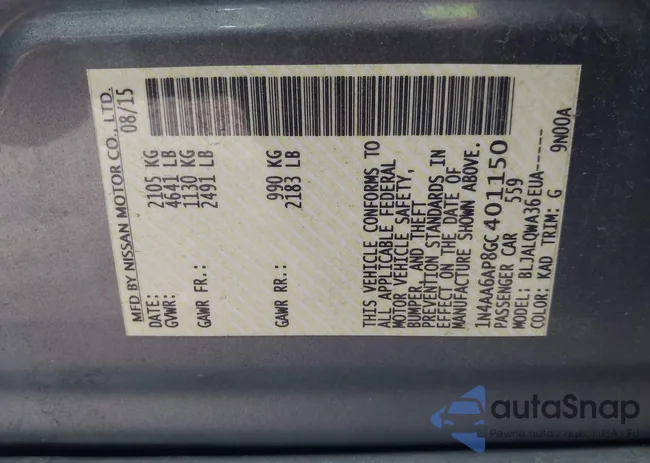 MFD BY NISSAN MOTOR CO., LTD.
DATE: 08/15
GVWR: 2105 KG
4641 LB
GAWR FR.: 1130 KG
2491 LB
GAWR RR.: 990 KG
2183 LB
THIS VEHICLE CONFORMS TO
ALL APPLICABLE FEDERAL
MOTOR VEHICLE SAFETY,
BUMPER, AND THEFT
PREVENTION STANDARDS IN
EFFECT ON THE DATE OF
MANUFACTURE SHOWN ABOVE.
1N4AA6AP8GC401150
PASSENGER CAR 559
MODEL: BLJALQWA36EUA-----
COLOR: KAD TRIM: G 9N00A
autaSnap
Pewne auta z